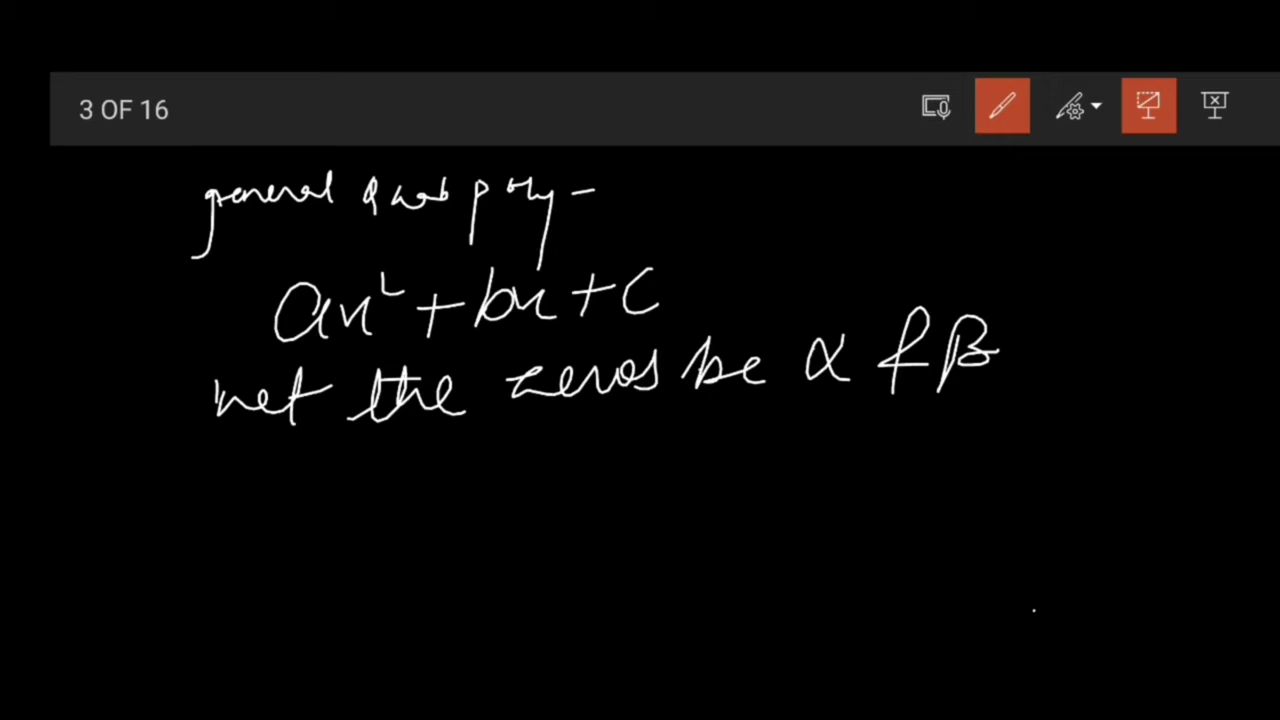 3 OF 16
general Quad poly -
ax² + bx + c
Let the zeros be α & β